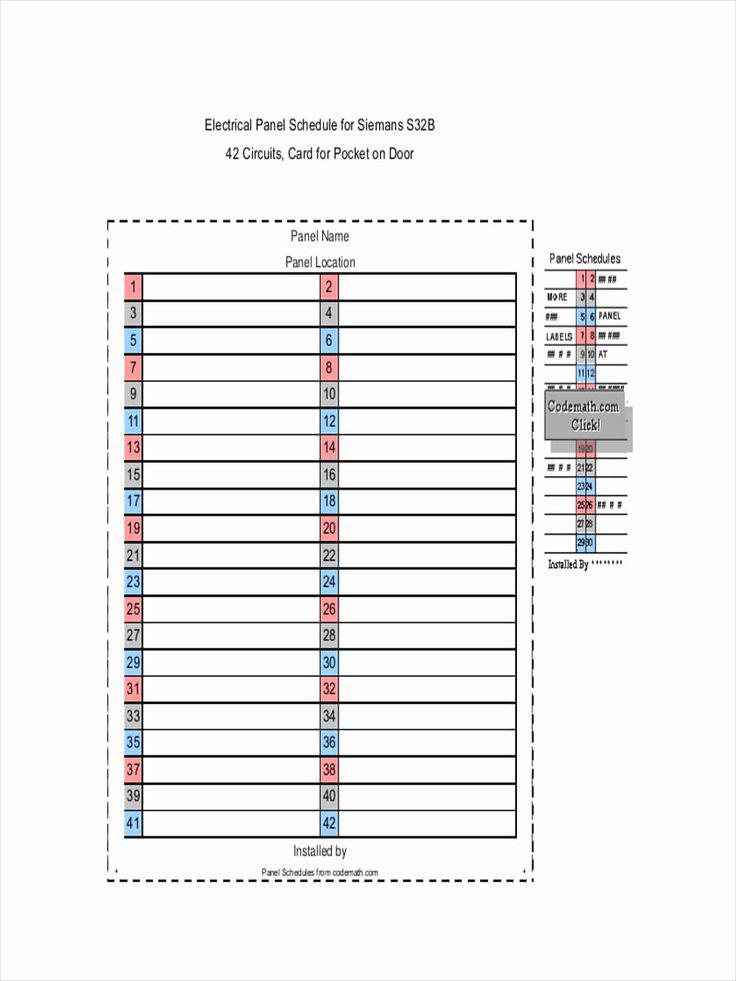 Electrical Panel Schedule for Siemans S32B
42 Circuits, Card for Pocket on Door
Panel Name
Panel Location
1 2
3 4
5 6
7 8
9 10
11 12
13 14
15 16
17 18
19 20
21 22
23 24
25 26
27 28
29 30
31 32
33 34
35 36
37 38
39 40
41 42
Installed by
Panel Schedules from codemath.com
Panel Schedules
1 2 ## ##
MORE 3 4
### 5 6 PANEL
LABELS 7 8 ## ###
## # # 9 10 AT
11 12
Codemath.com
Click!
19 20
## # # 21 22
23 24
25 26 ## # #
27 28
29 30
Installed By ********